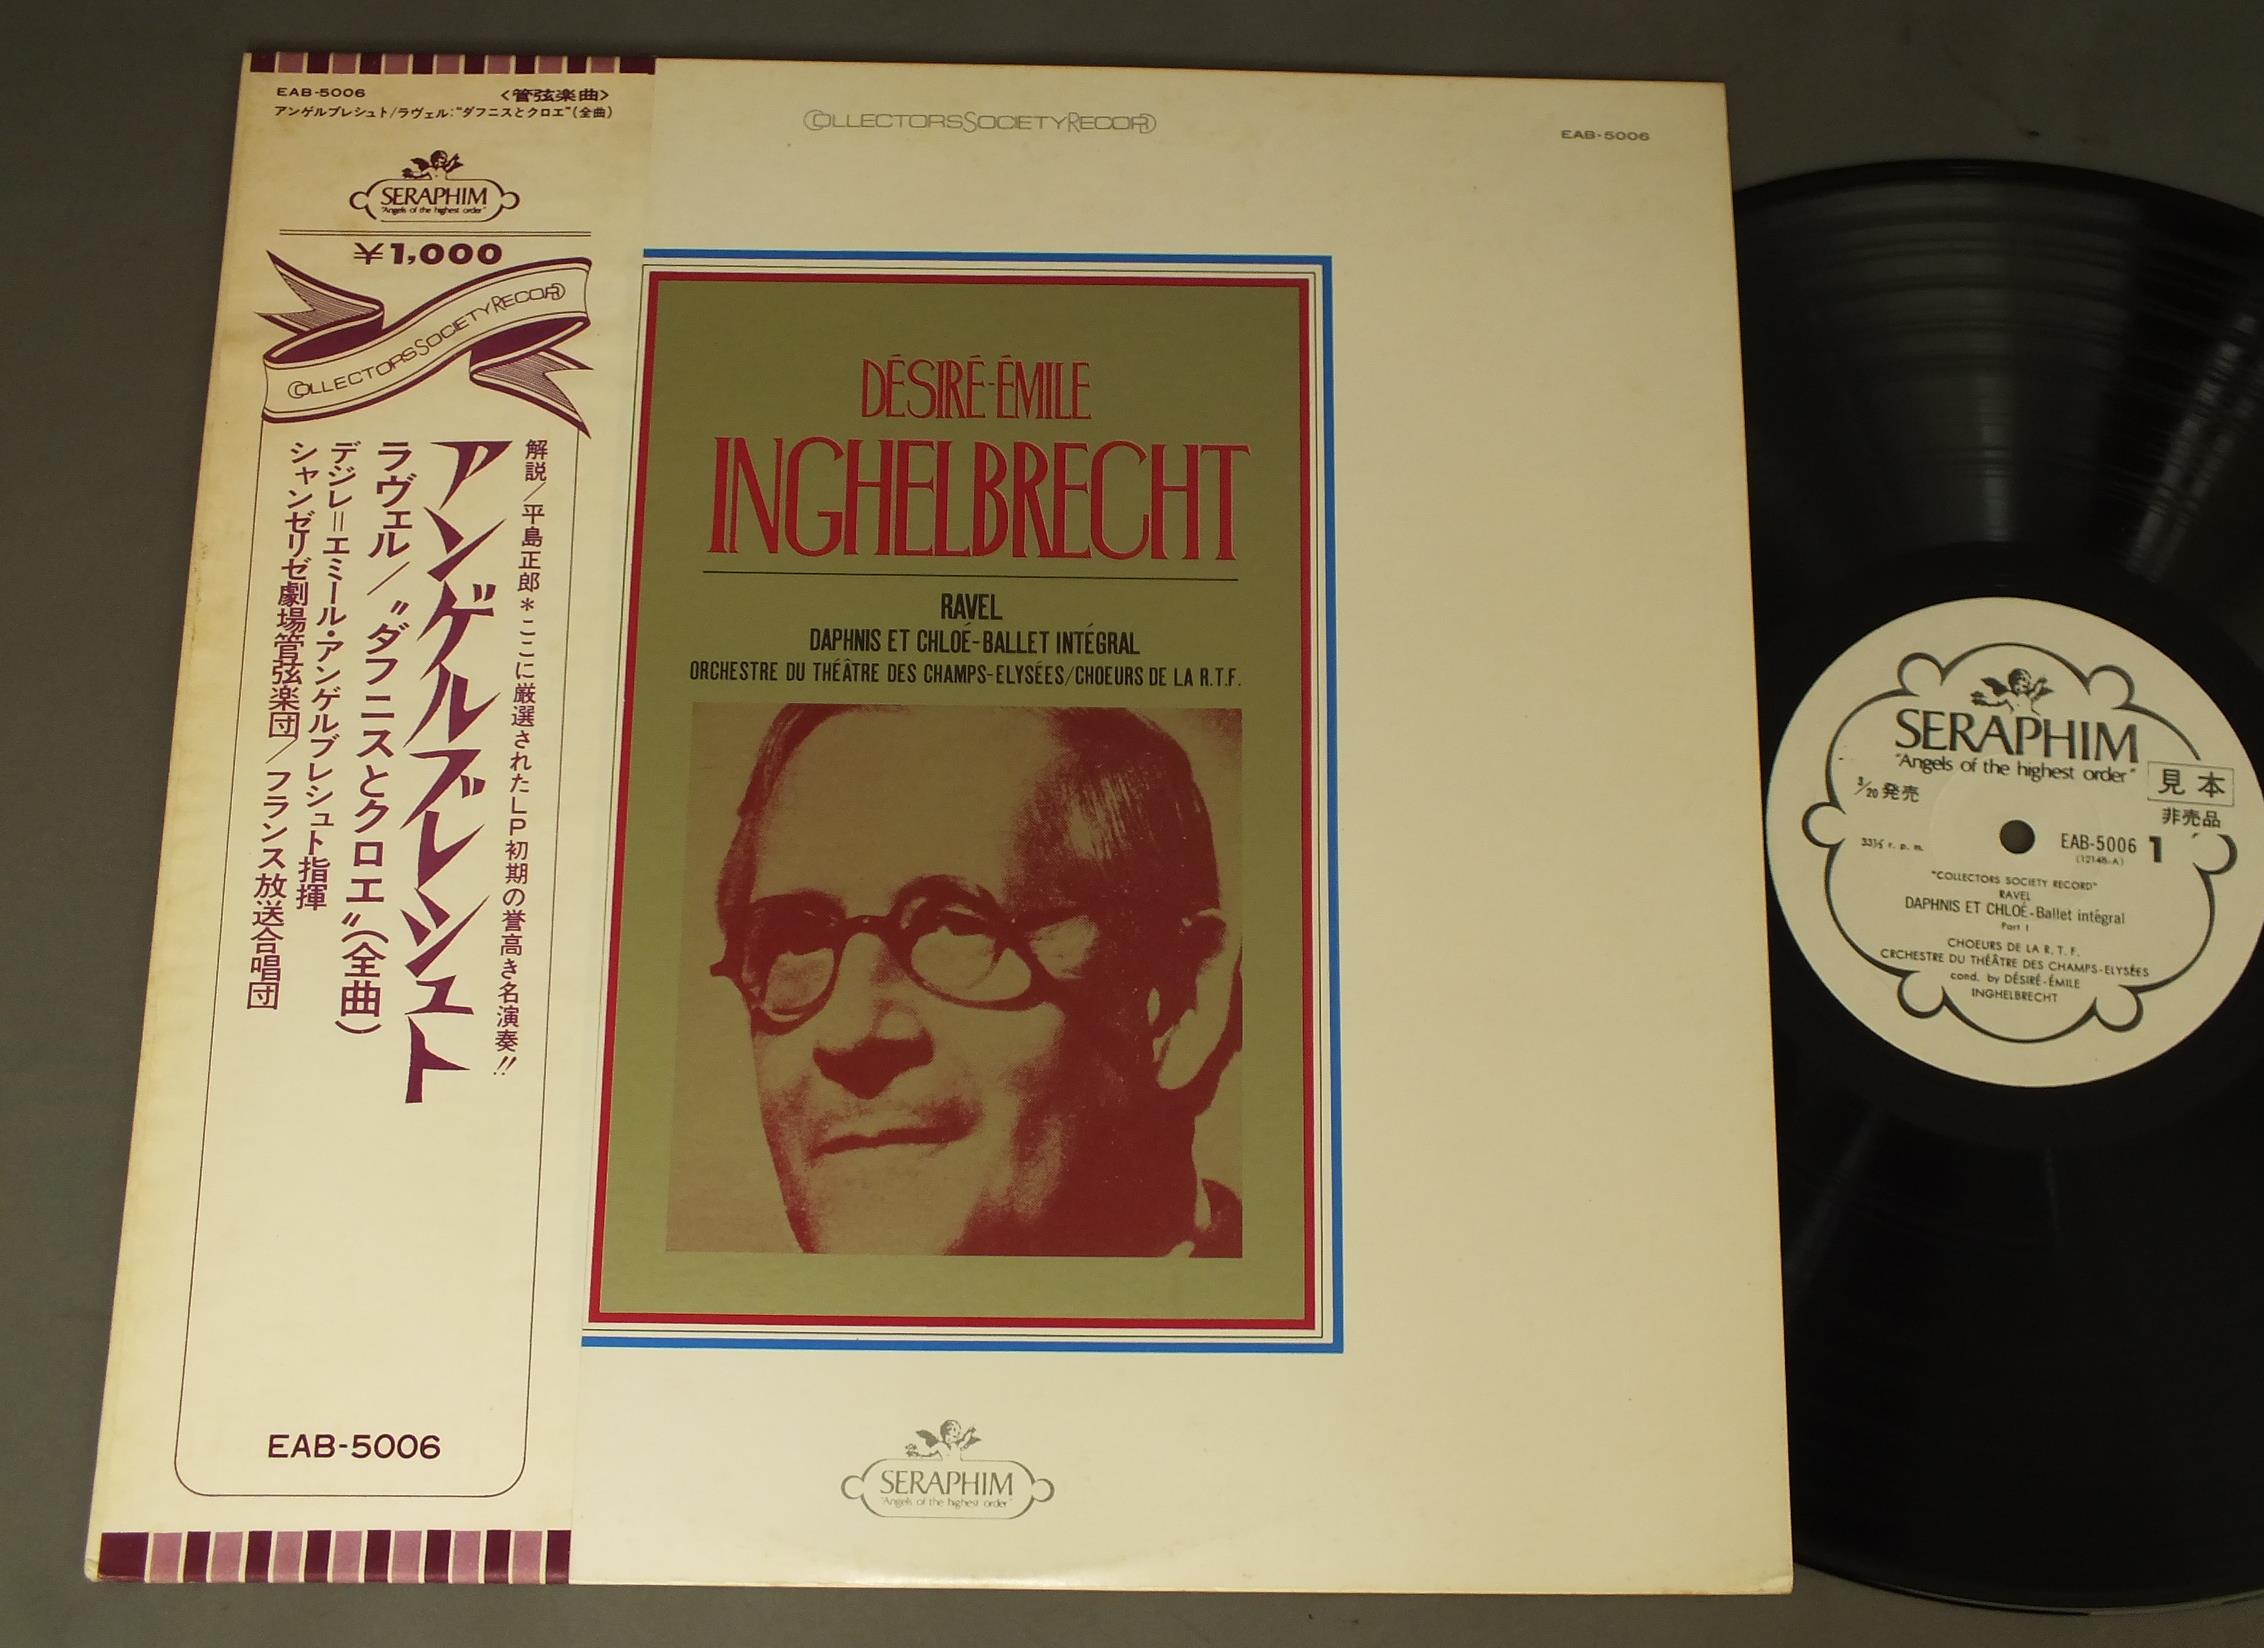 EAB-5006
<管弦楽曲>
アンゲルブレシュト/ラヴェル:"ダフニスとクロエ"(全曲)
SERAPHIM
"Angels of the highest order"
¥1,000
COLLECTORS SOCIETY RECORD
解説/平島正郎*ここに厳選されたLP初期の誉高き名演奏!!
アンゲルブレシュト
ラヴェル/〝ダフニスとクロエ〟(全曲)
デジレ=エミール・アンゲルブレシュト指揮
シャンゼリゼ劇場管弦楽団/フランス放送合唱団
EAB-5006
COLLECTORS SOCIETY RECORD
EAB-5006
DÉSIRÉ-ÉMILE
INGHELBRECHT
RAVEL
DAPHNIS ET CHLOÉ-BALLET INTÉGRAL
ORCHESTRE DU THÉÂTRE DES CHAMPS-ELYSÉES/CHOEURS DE LA R.T.F.
SERAPHIM
"Angels of the highest order"
SERAPHIM
"Angels of the highest order"
見本
非売品
3/20発売
33⅓ r. p. m.
EAB-5006 1
(12148-A)
"COLLECTORS SOCIETY RECORD"
RAVEL
DAPHNIS ET CHLOÉ-Ballet intégral
Part I
CHOEURS DE LA R. T. F.
ORCHESTRE DU THÉÂTRE DES CHAMPS-ELYSÉES
cond. by DÉSIRÉ-ÉMILE
INGHELBRECHT